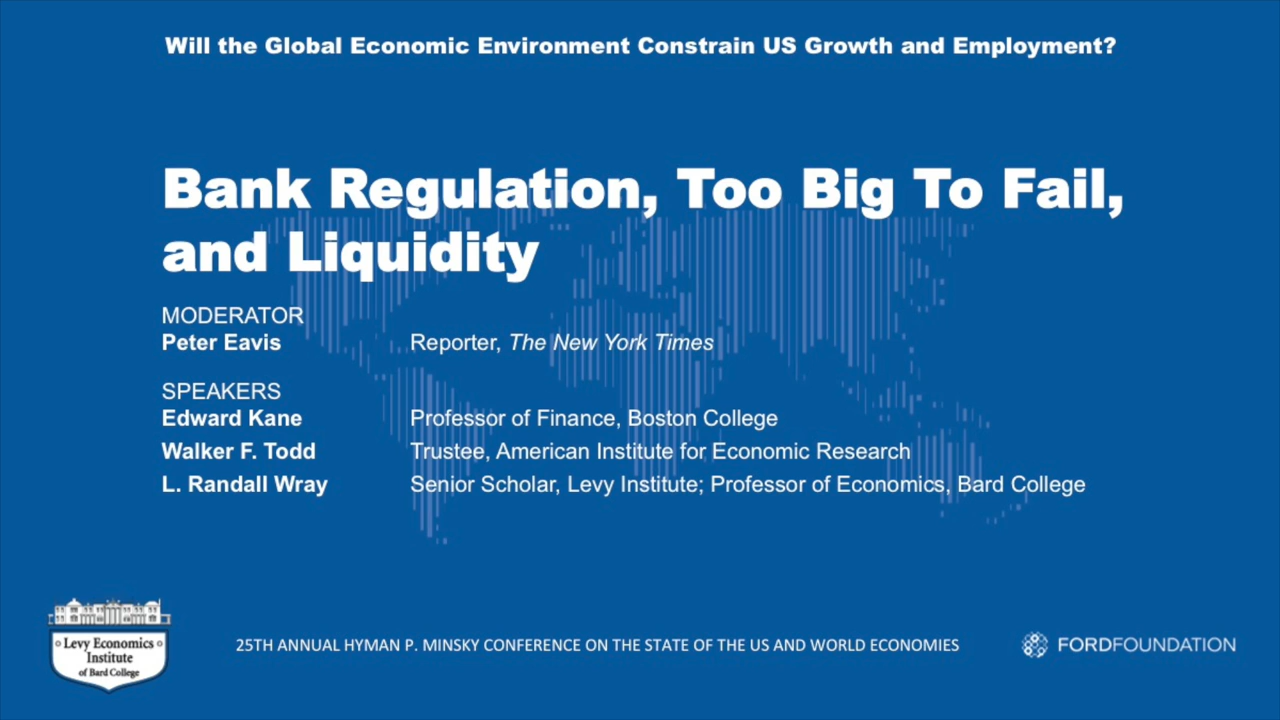 Will the Global Economic Environment Constrain US Growth and Employment?
Bank Regulation, Too Big To Fail,
and Liquidity
MODERATOR
Peter Eavis Reporter, The New York Times
SPEAKERS
Edward Kane Professor of Finance, Boston College
Walker F. Todd Trustee, American Institute for Economic Research
L. Randall Wray Senior Scholar, Levy Institute; Professor of Economics, Bard College
Levy Economics
Institute
of Bard College
25TH ANNUAL HYMAN P. MINSKY CONFERENCE ON THE STATE OF THE US AND WORLD ECONOMIES
FORDFOUNDATION